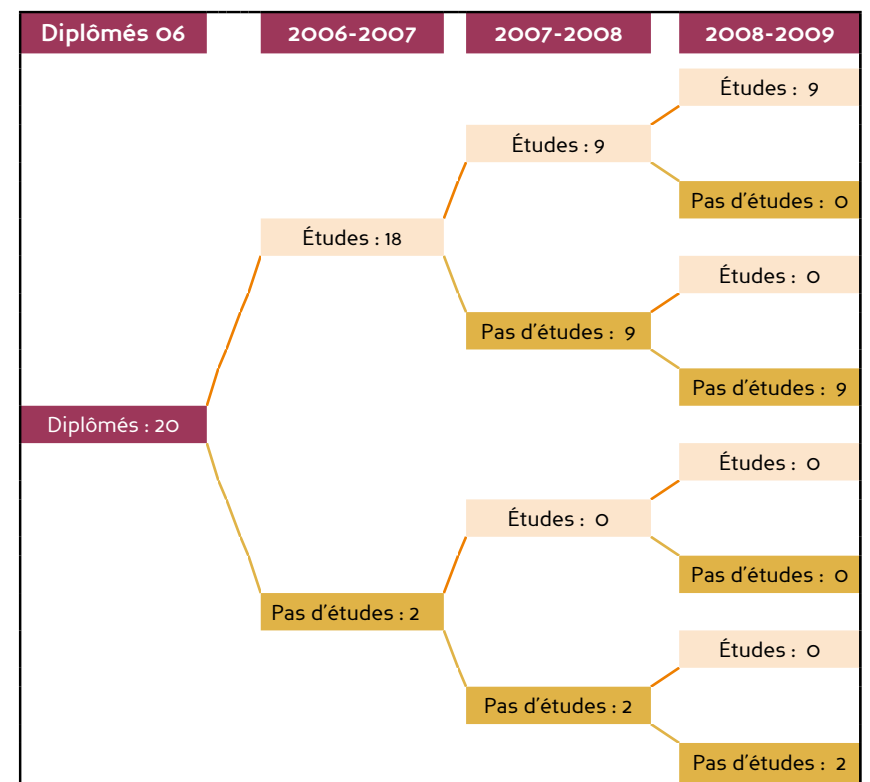 Diplômés 06 2006-2007 2007-2008 2008-2009
Études : 9
Études : 9
Pas d'études : 0
Études : 18
Études : 0
Pas d'études : 9
Pas d'études : 9
Diplômés : 20
Études : 0
Études : 0
Pas d'études : 0
Pas d'études : 2
Études : 0
Pas d'études : 2
Pas d'études : 2